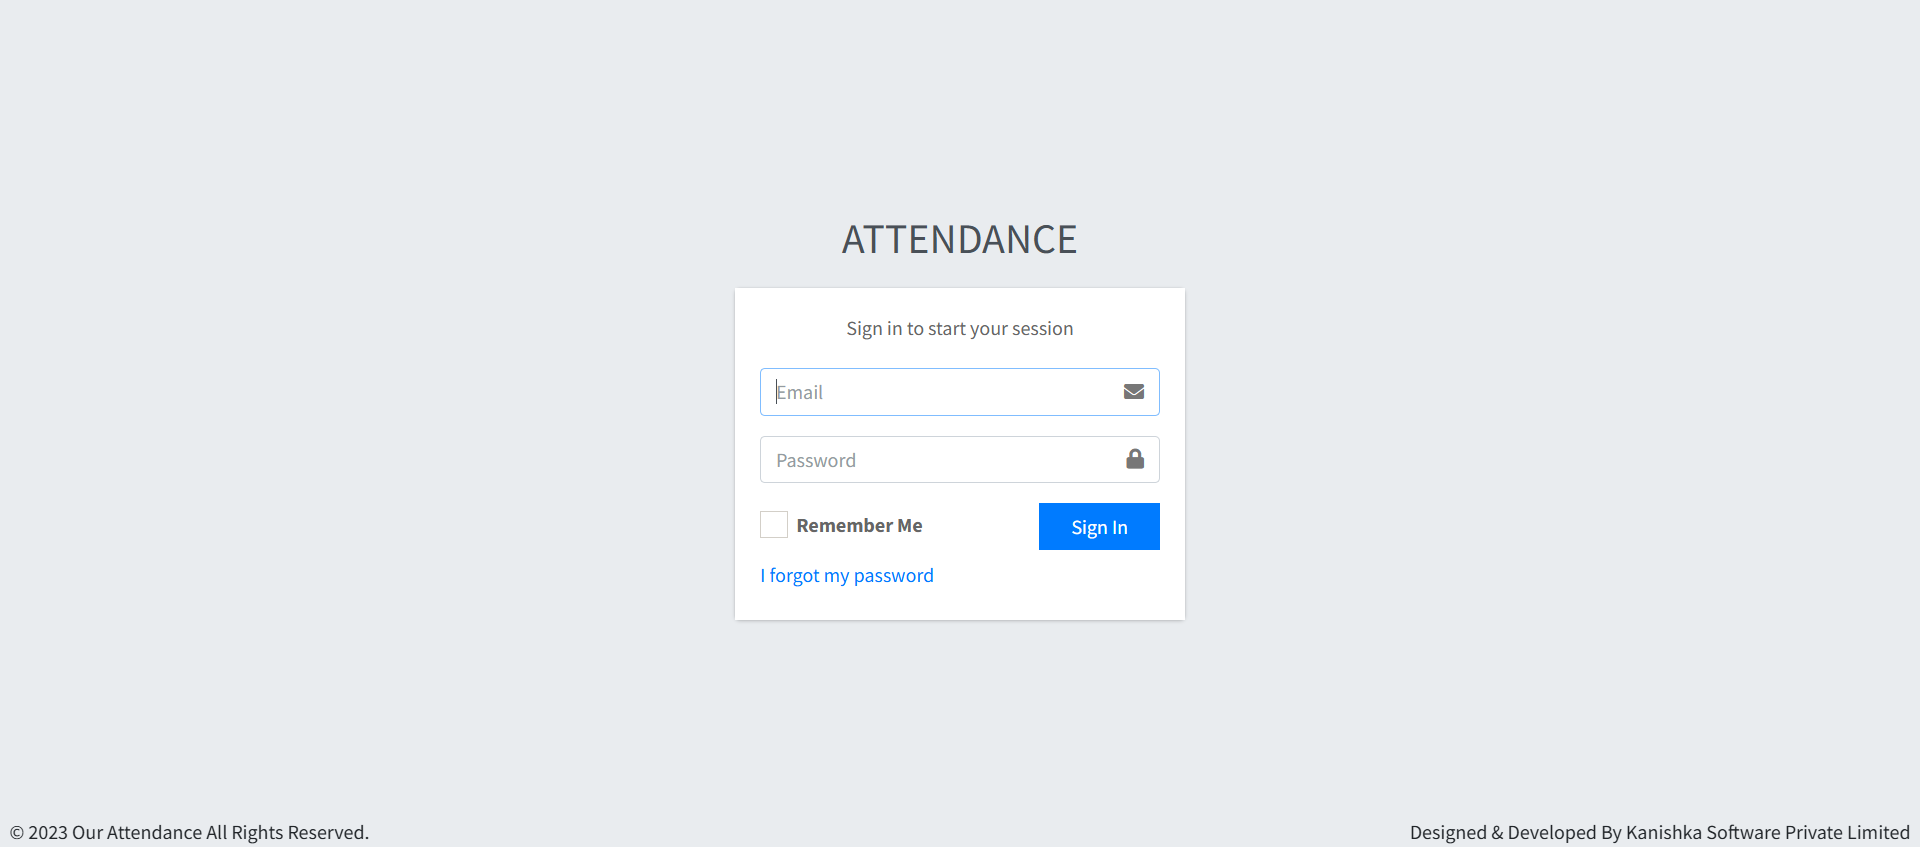 ATTENDANCE
Sign in to start your session
Email
Password
Remember Me
Sign In
I forgot my password
© 2023 Our Attendance All Rights Reserved.
Designed & Developed By Kanishka Software Private Limited